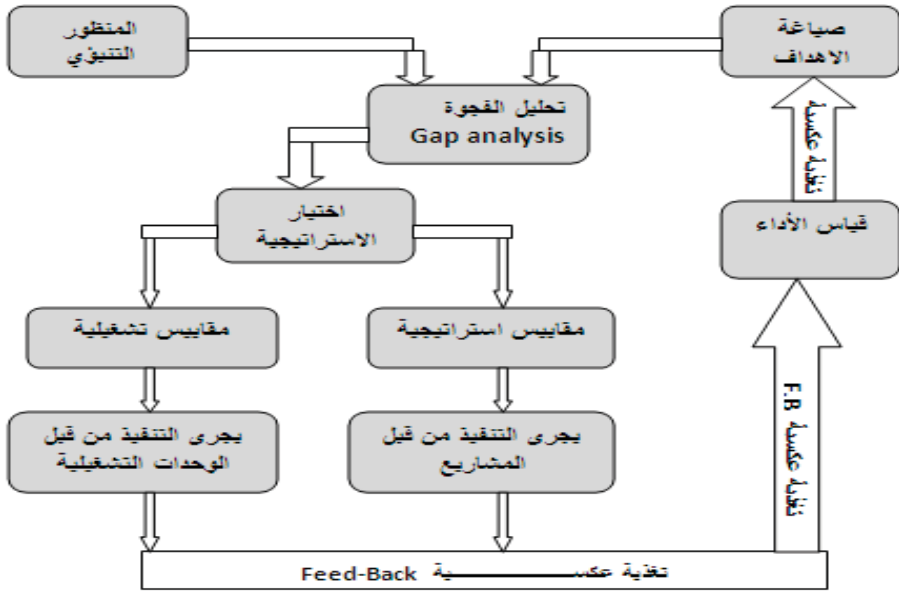 صياغة
الاهداف
المنظور
التنبؤي
تحليل الفجوة
Gap analysis
تغذية عكسية
اختيار
الاستراتيجية
قياس الأداء
مقاييس استراتيجية
مقاييس تشغيلية
تغذية عكسية F.B
يجرى التنفيذ من قبل
المشاريع
يجرى التنفيذ من قبل
الوحدات التشغيلية
تغذية عكســـــــــية Feed-Back